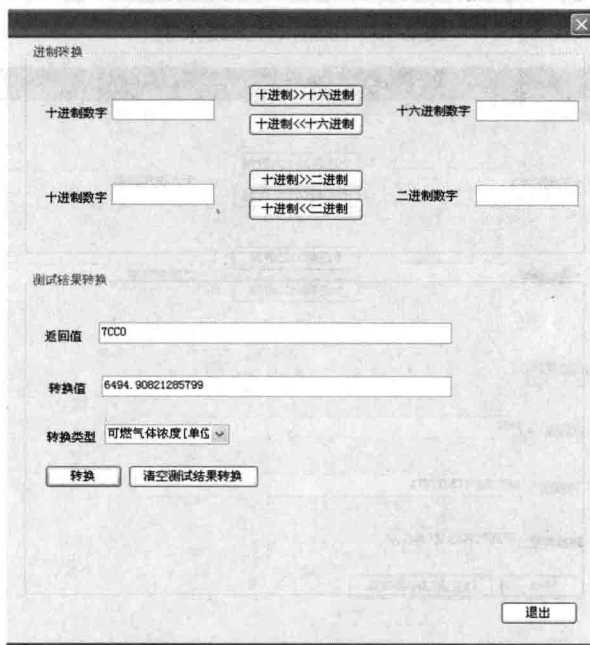 进制转换
十进制数字
十进制>>十六进制
十六进制数字
十进制<<十六进制
十进制数字
十进制>>二进制
二进制数字
十进制<<二进制
测试结果转换
返回值 7CC0
转换值 6494.90821285799
转换类型 可燃气体浓度[单位
转换 清空测试结果转换
退出